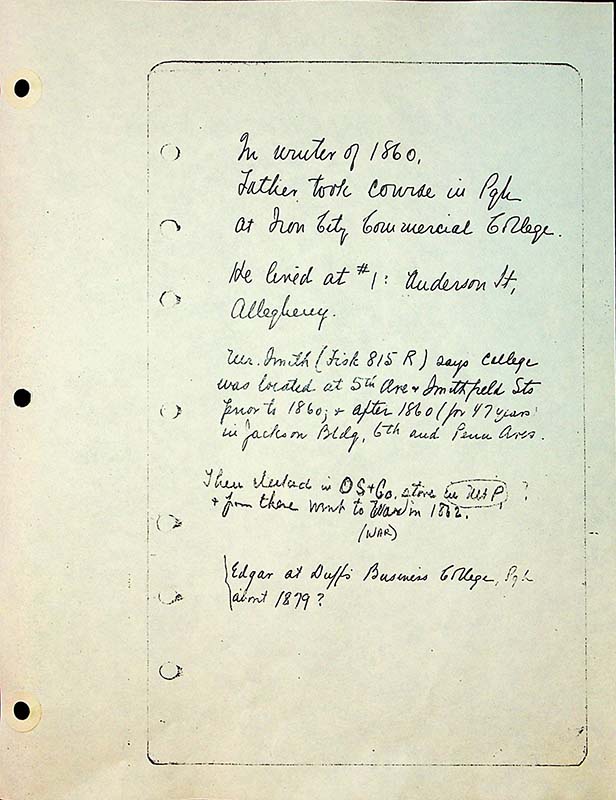 In winter of 1860,
Father took course in Pgh
at Iron City Commercial College.
He lived at #1: Anderson St,
Allegheny.
Mr. Smith (Fisk 815 R) says college
was located at 5th Ave + Smithfield Sts
prior to 1860; + after 1860 (for 47 years)
in Jackson Bldg, 6th and Penn Aves.
Then clerked in OS+Co. store in Mt P. ?
+ from there went to War in 1862.
(WAR)
Edgar at Duff's Business College, Pgh
about 1879?